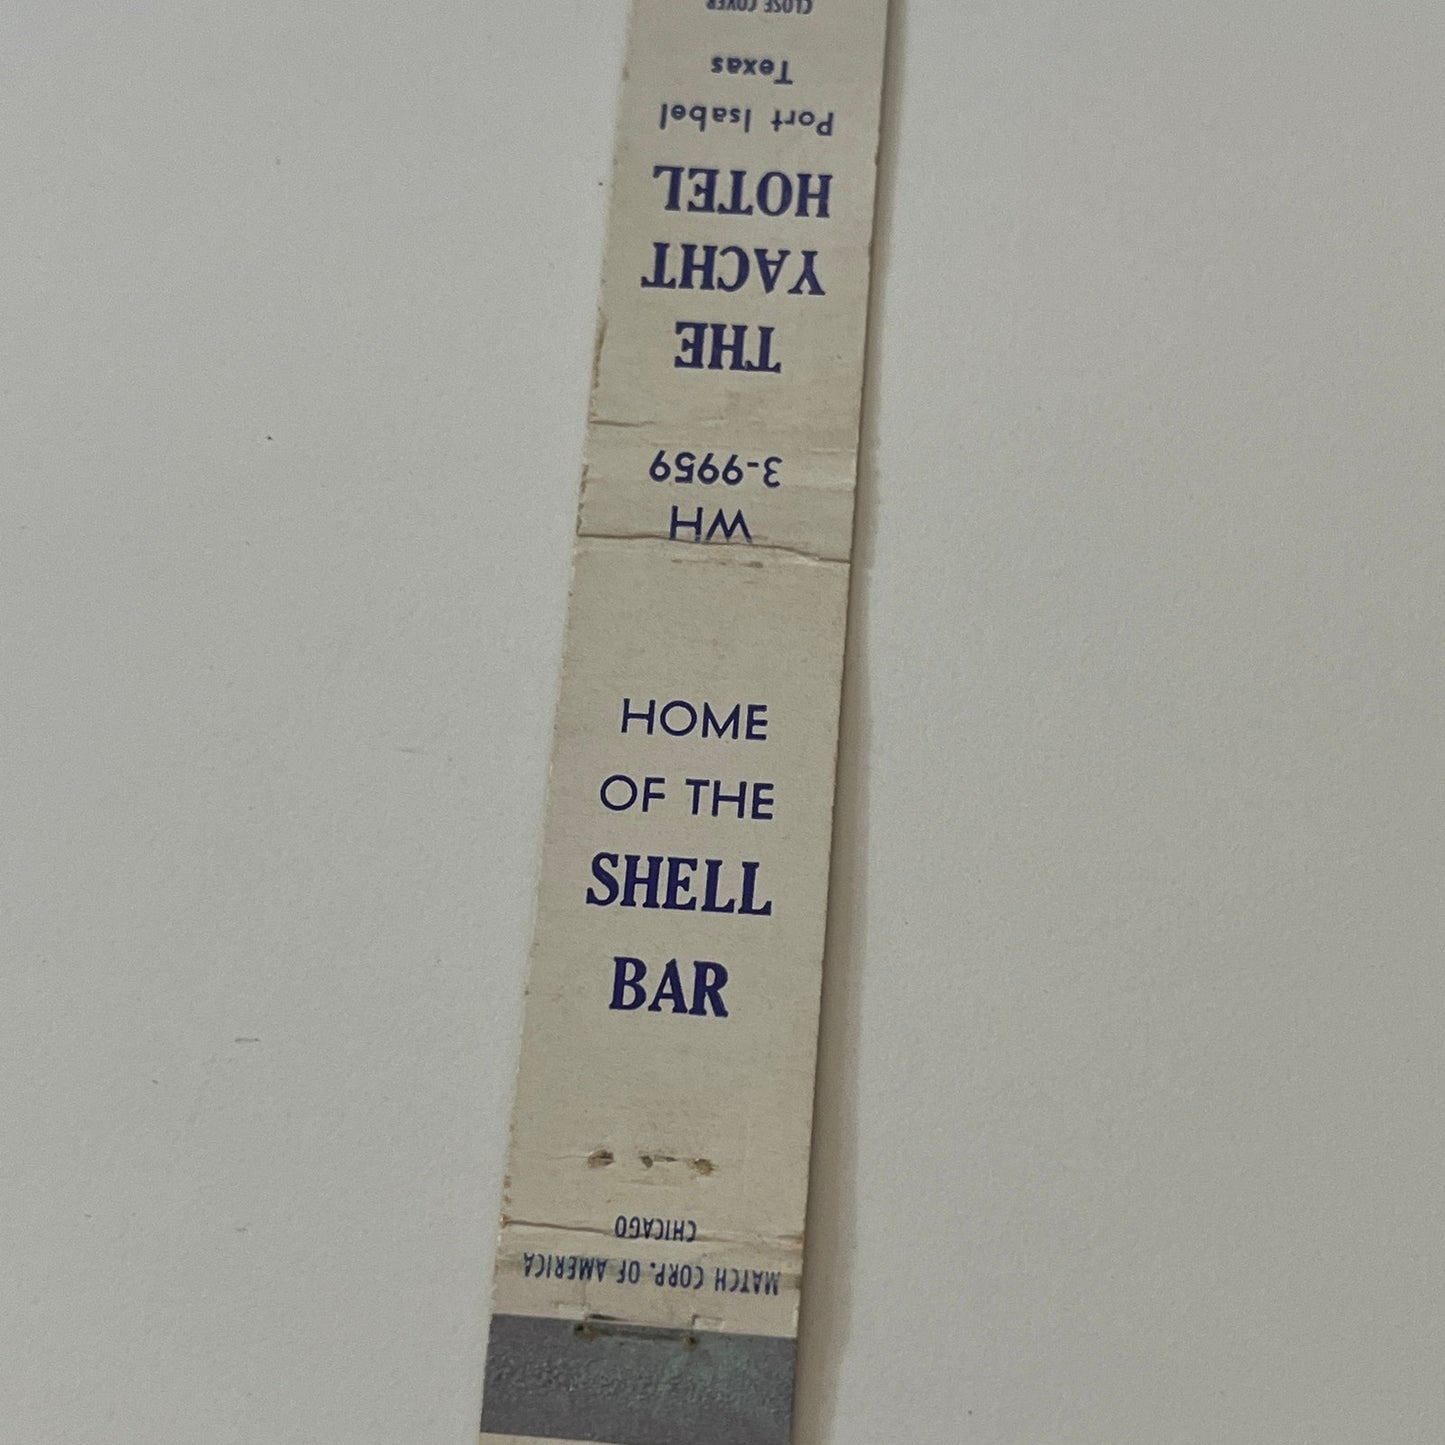 THE
YACHT
HOTEL
Port Isabel
Texas
CLOSE COVER
WH
3-9959
HOME
OF THE
SHELL
BAR
MATCH CORP. OF AMERICA
CHICAGO